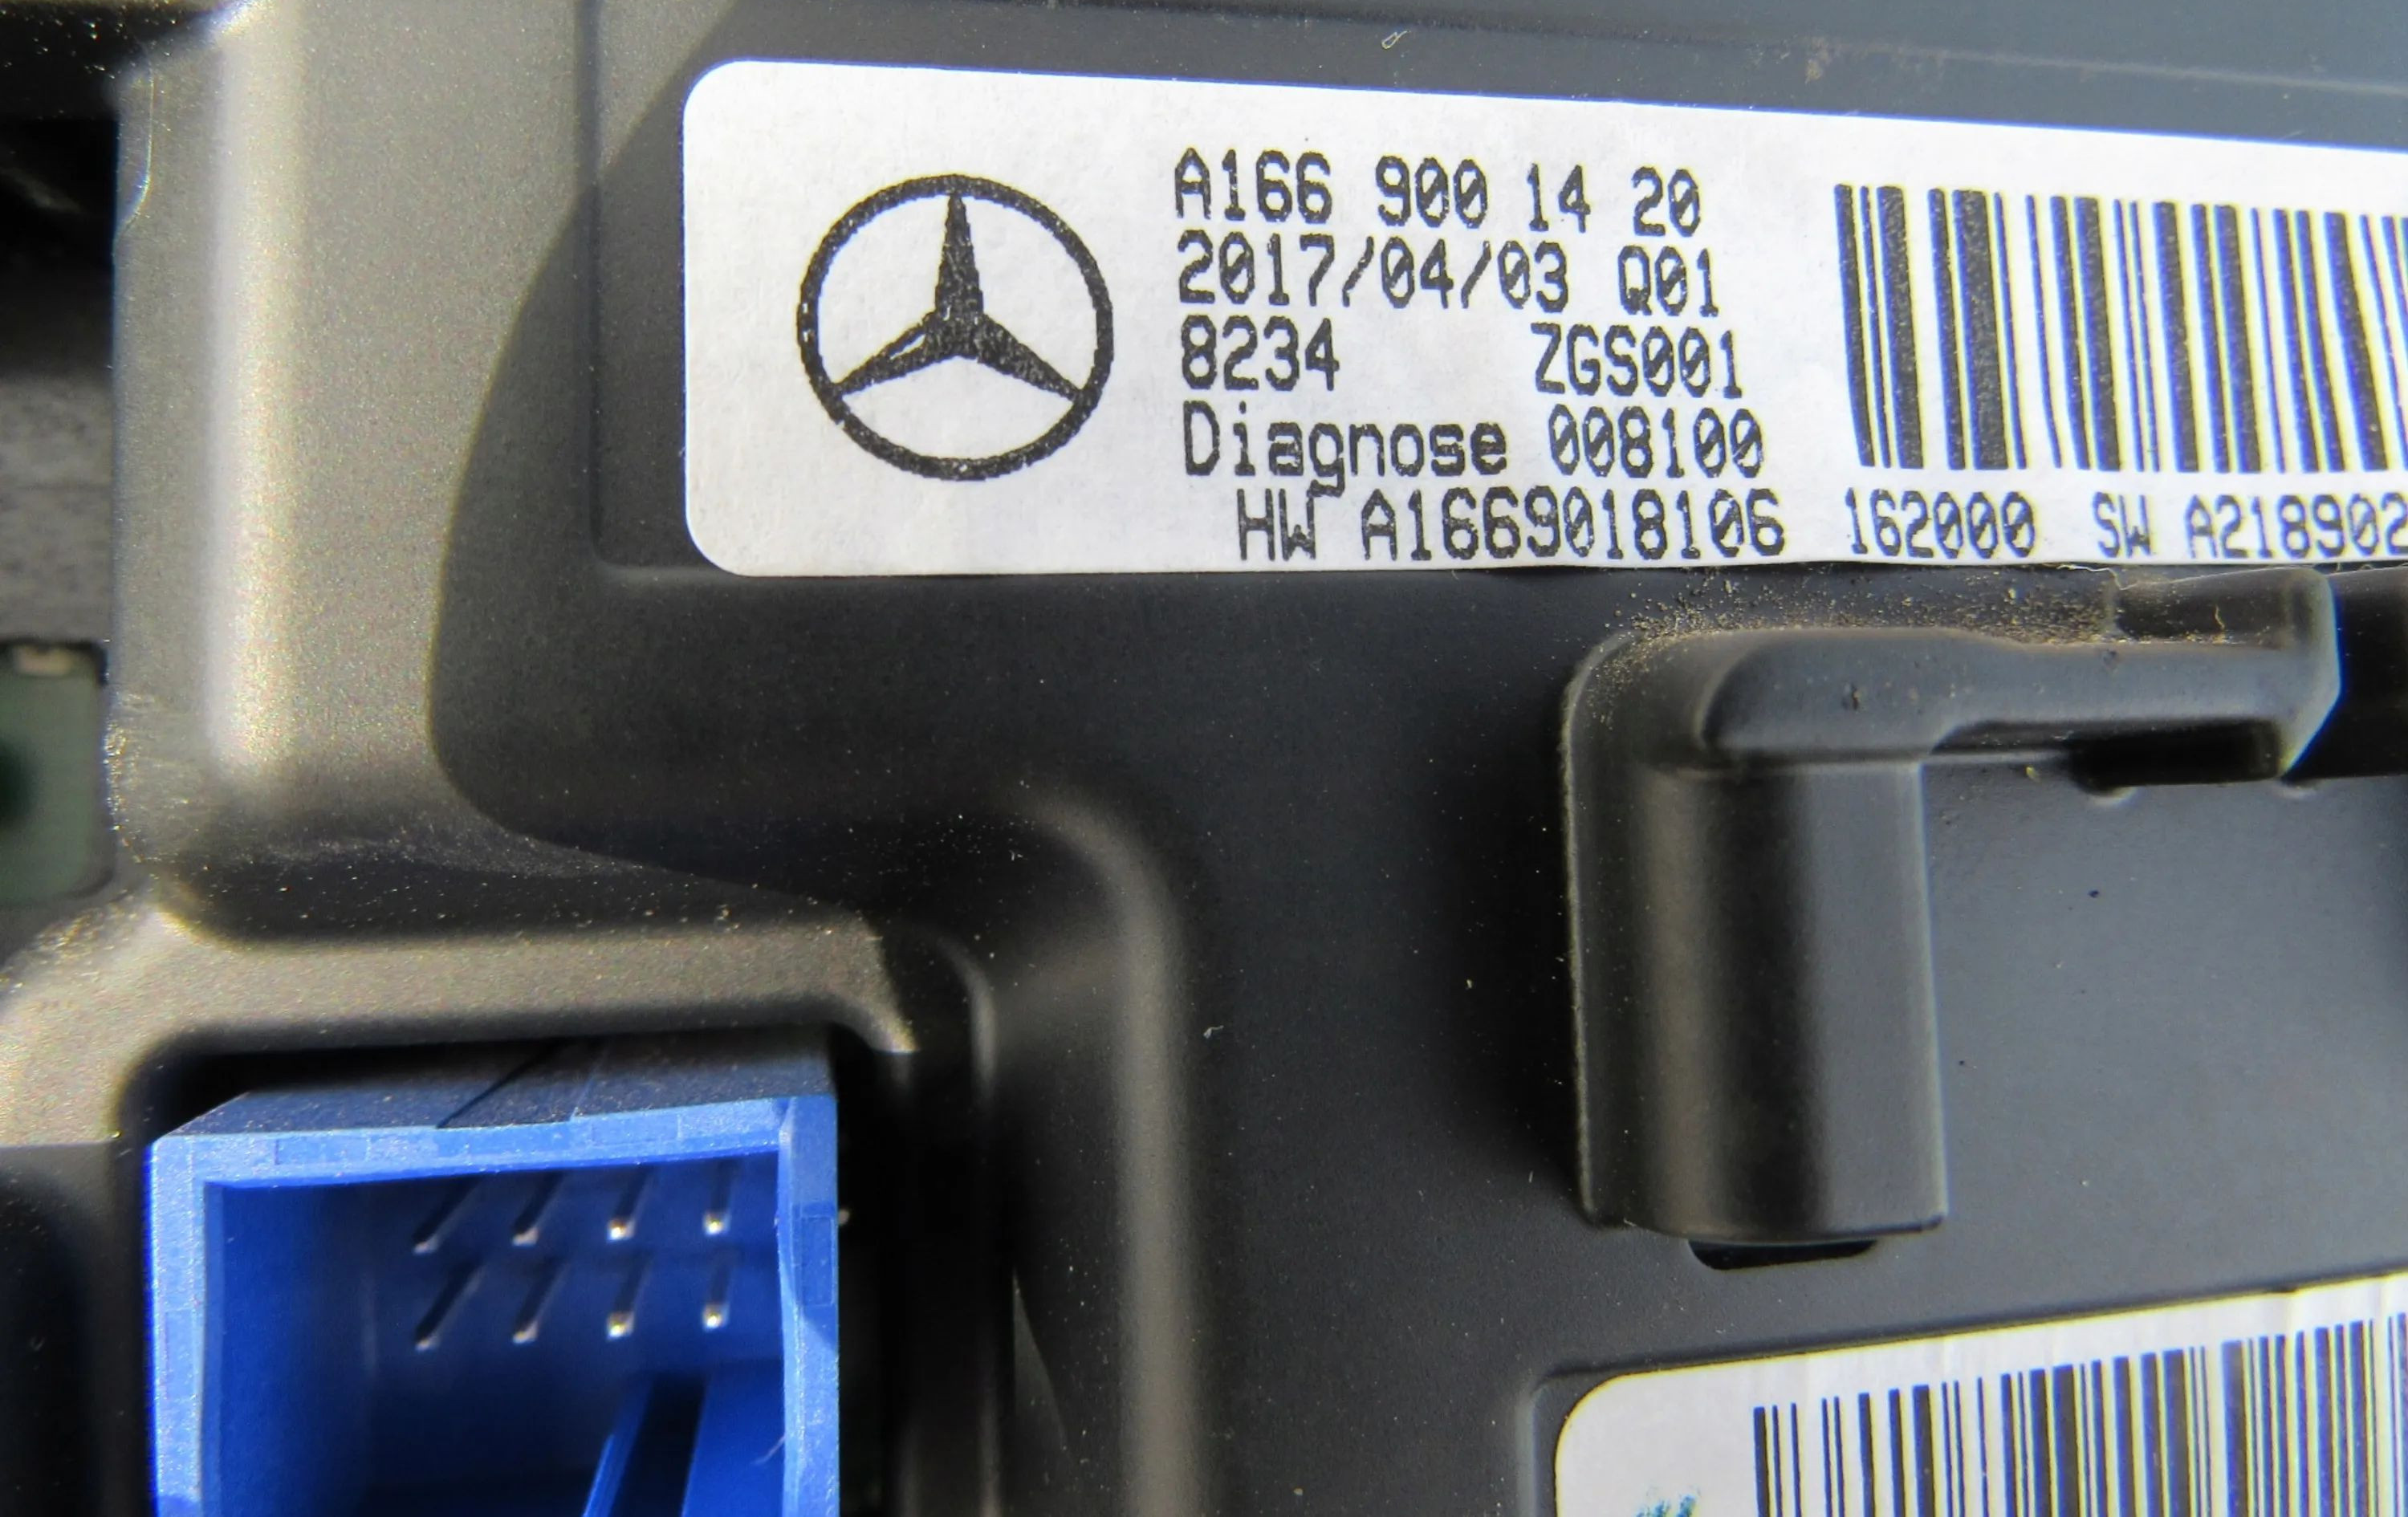 A166 900 14 20
2017/04/03 Q01
8234 ZGS001
Diagnose 008100
HW A1669018106 162000 SW A218902